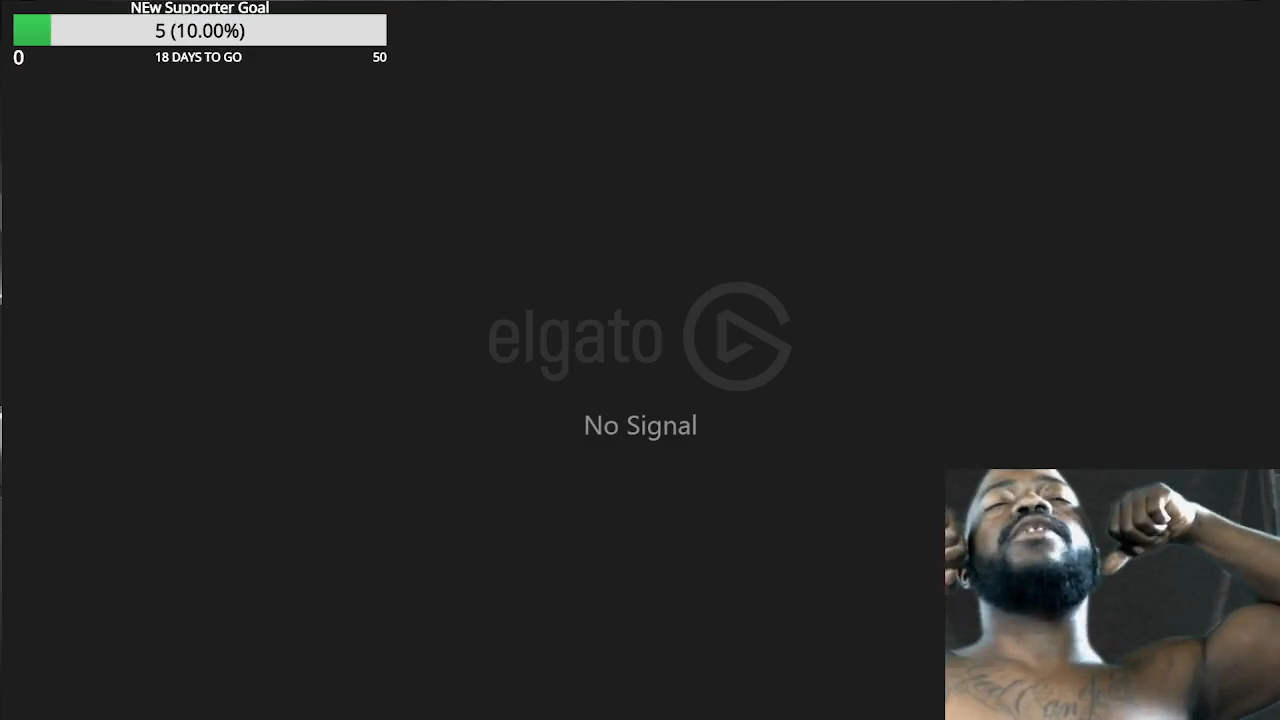 NEw Supporter Goal
5 (10.00%)
0 18 DAYS TO GO 50
elgato
No Signal